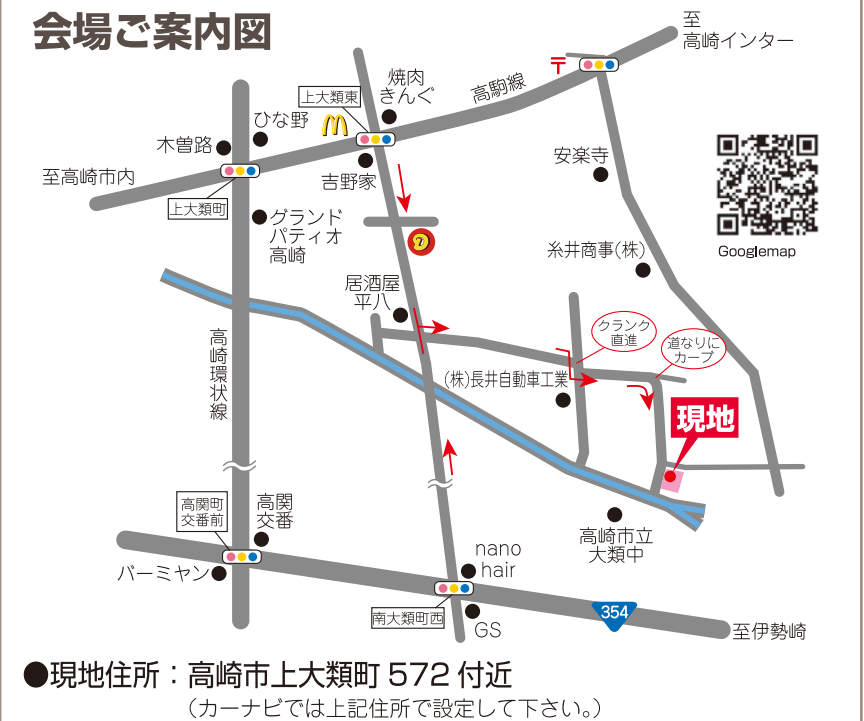 会場ご案内図
至
高崎インター
〒
焼肉
きんぐ
高駒線
上大類東
ひな野
木曽路
吉野家
至高崎市内
上大類町
安楽寺
Googlemap
グランド
パティオ
高崎
糸井商事(株)
居酒屋
平八
クランク
直進
道なりに
カーブ
高崎環状線
(株)長井自動車工業
現地
高関町
交番前
高関
交番
高崎市立
大類中
nano
hair
バーミヤン
南大類町西
GS
354
至伊勢崎
●現地住所：高崎市上大類町 572 付近
（カーナビでは上記住所で設定して下さい。）